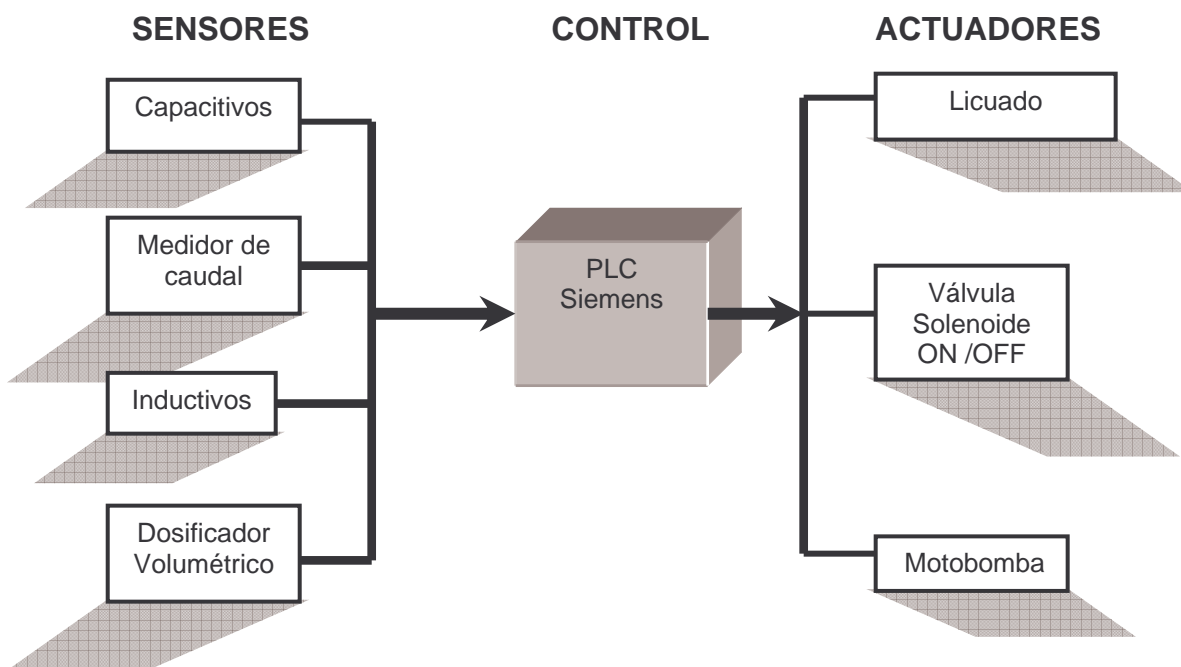 SENSORES
CONTROL
ACTUADORES
Capacitivos
Medidor de
caudal
Inductivos
Dosificador
Volumétrico
PLC
Siemens
Licuado
Válvula
Solenoide
ON /OFF
Motobomba